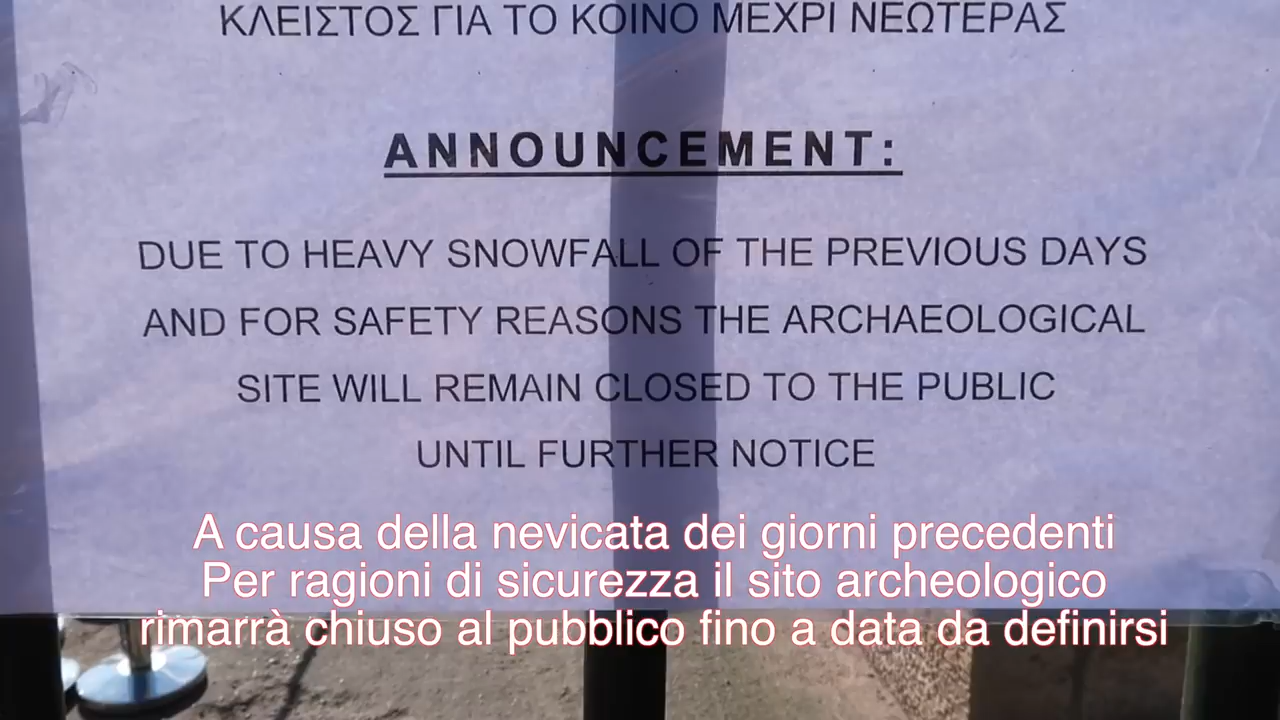 ΚΛΕΙΣΤΟΣ ΓΙΑ ΤΟ ΚΟΙΝΟ ΜΕΧΡΙ ΝΕΩΤΕΡΑΣ
ANNOUNCEMENT:
DUE TO HEAVY SNOWFALL OF THE PREVIOUS DAYS
AND FOR SAFETY REASONS THE ARCHAEOLOGICAL
SITE WILL REMAIN CLOSED TO THE PUBLIC
UNTIL FURTHER NOTICE
A causa della nevicata dei giorni precedenti
Per ragioni di sicurezza il sito archeologico
rimarrà chiuso al pubblico fino a data da definirsi